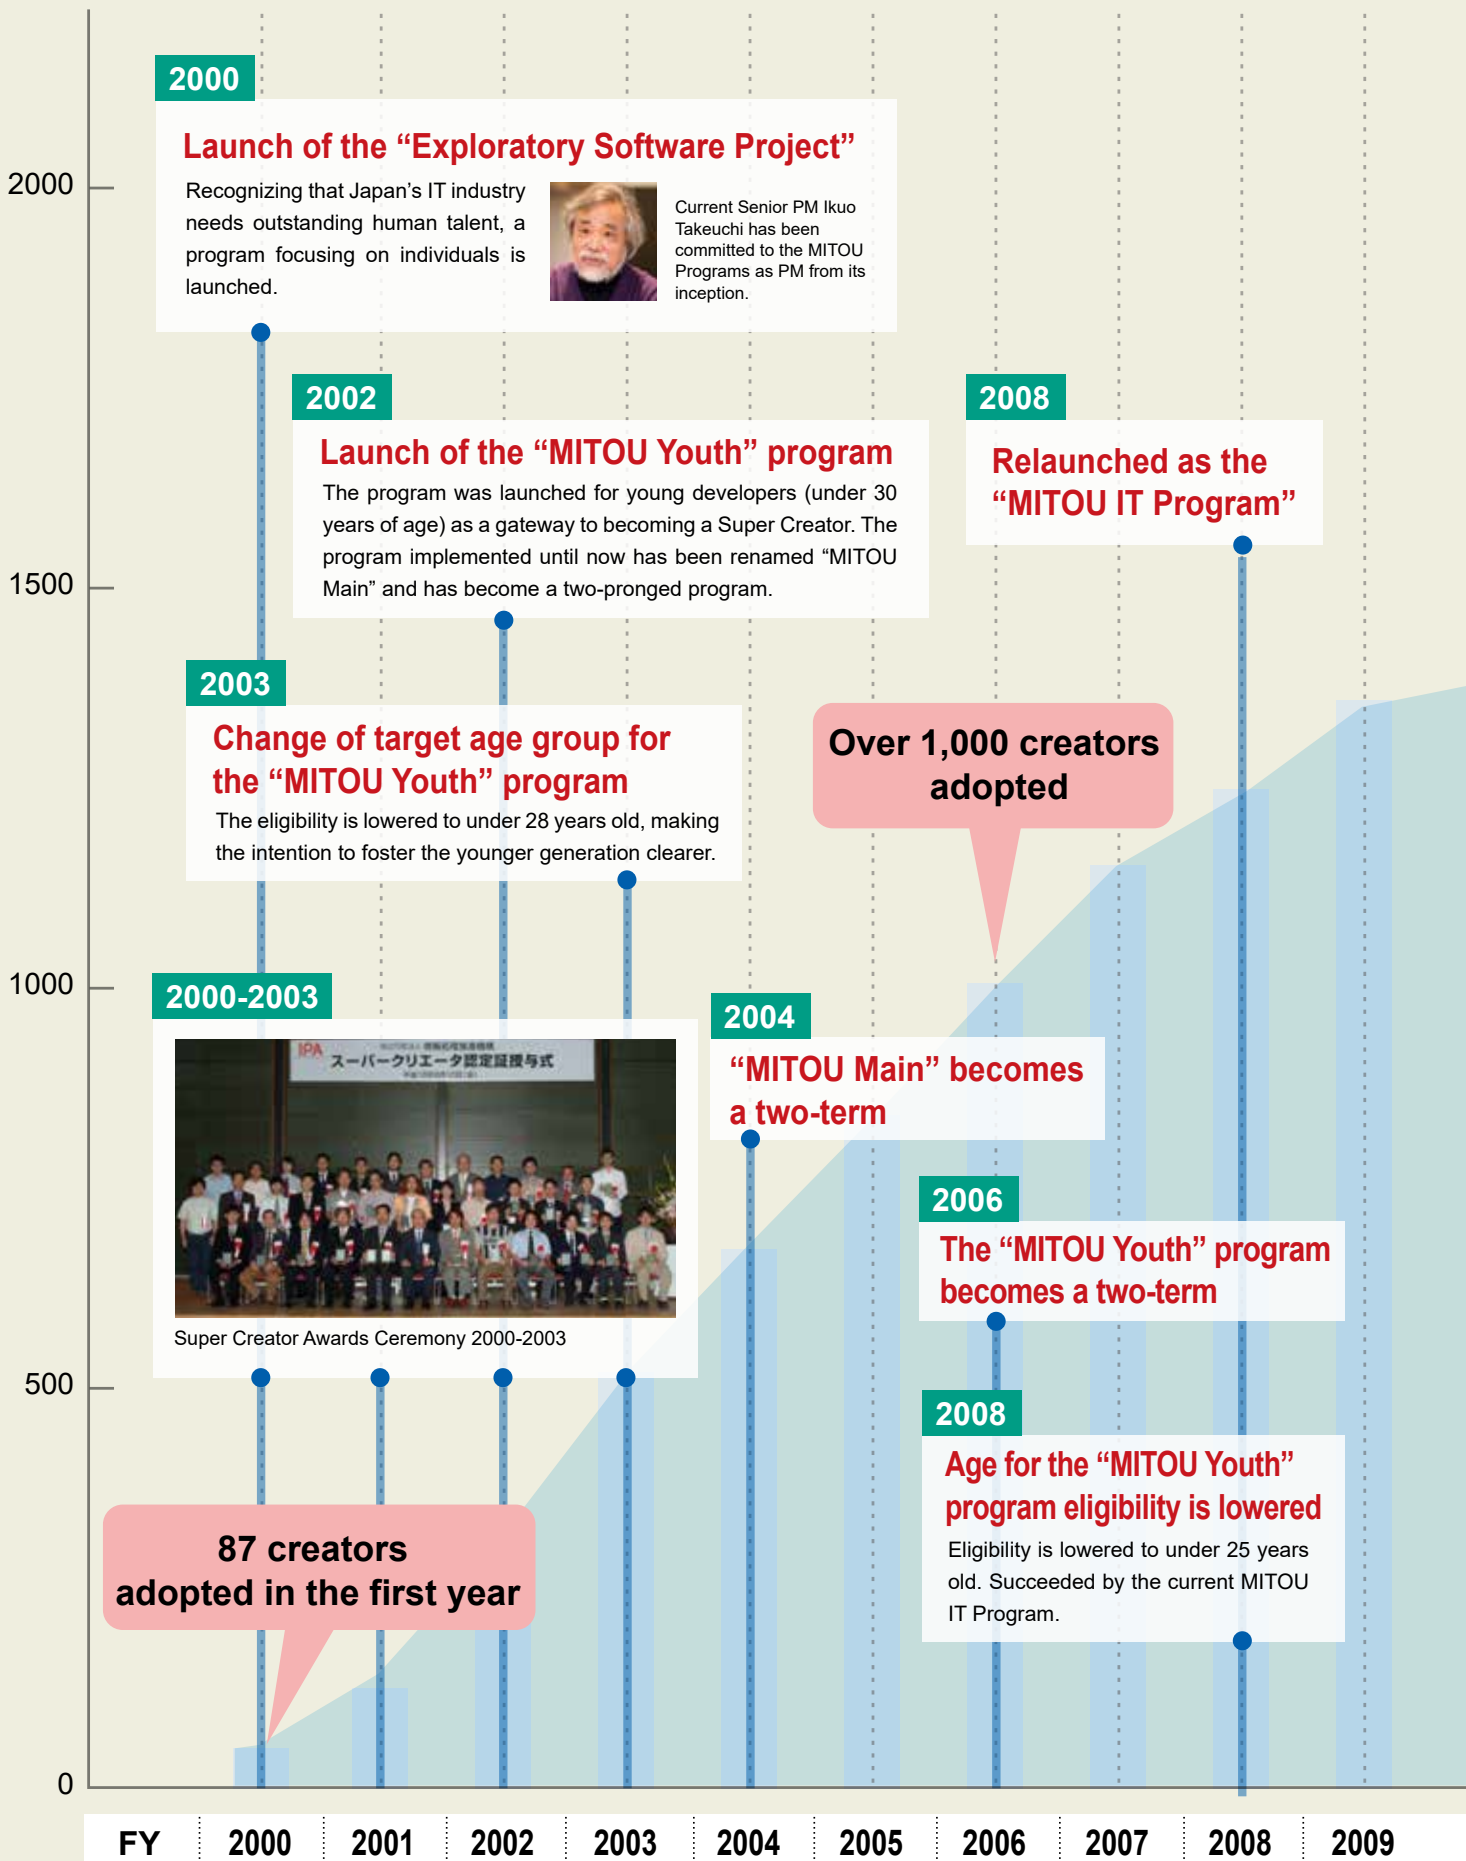 2000
Launch of the “Exploratory Software Project”
Recognizing that Japan’s IT industry
needs outstanding human talent, a
program focusing on individuals is
launched.
Current Senior PM Ikuo
Takeuchi has been
committed to the MITOU
Programs as PM from its
inception.
2000
2002
Launch of the “MITOU Youth” program
The program was launched for young developers (under 30
years of age) as a gateway to becoming a Super Creator. The
program implemented until now has been renamed “MITOU
Main” and has become a two-pronged program.
2008
Relaunched as the
“MITOU IT Program”
1500
2003
Change of target age group for
the “MITOU Youth” program
The eligibility is lowered to under 28 years old, making
the intention to foster the younger generation clearer.
Over 1,000 creators
adopted
1000
2000-2003
IPA
スーパークリエータ認定証授与式
Super Creator Awards Ceremony 2000-2003
2004
“MITOU Main” becomes
a two-term
2006
The “MITOU Youth” program
becomes a two-term
500
2008
Age for the “MITOU Youth”
program eligibility is lowered
Eligibility is lowered to under 25 years
old. Succeeded by the current MITOU
IT Program.
87 creators
adopted in the first year
0
FY 2000 2001 2002 2003 2004 2005 2006 2007 2008 2009